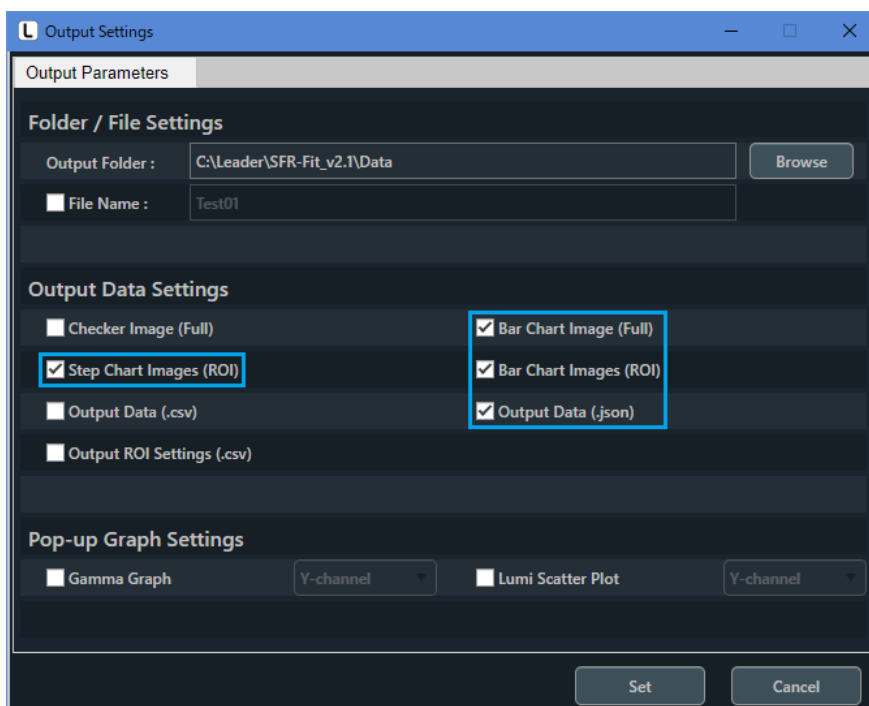 L Output Settings
Output Parameters
Folder / File Settings
Output Folder : C:\Leader\SFR-Fit_v2.1\Data Browse
File Name : Test01
Output Data Settings
Checker Image (Full) Bar Chart Image (Full)
Step Chart Images (ROI) Bar Chart Images (ROI)
Output Data (.csv) Output Data (.json)
Output ROI Settings (.csv)
Pop-up Graph Settings
Gamma Graph Y-channel Lumi Scatter Plot Y-channel
Set Cancel